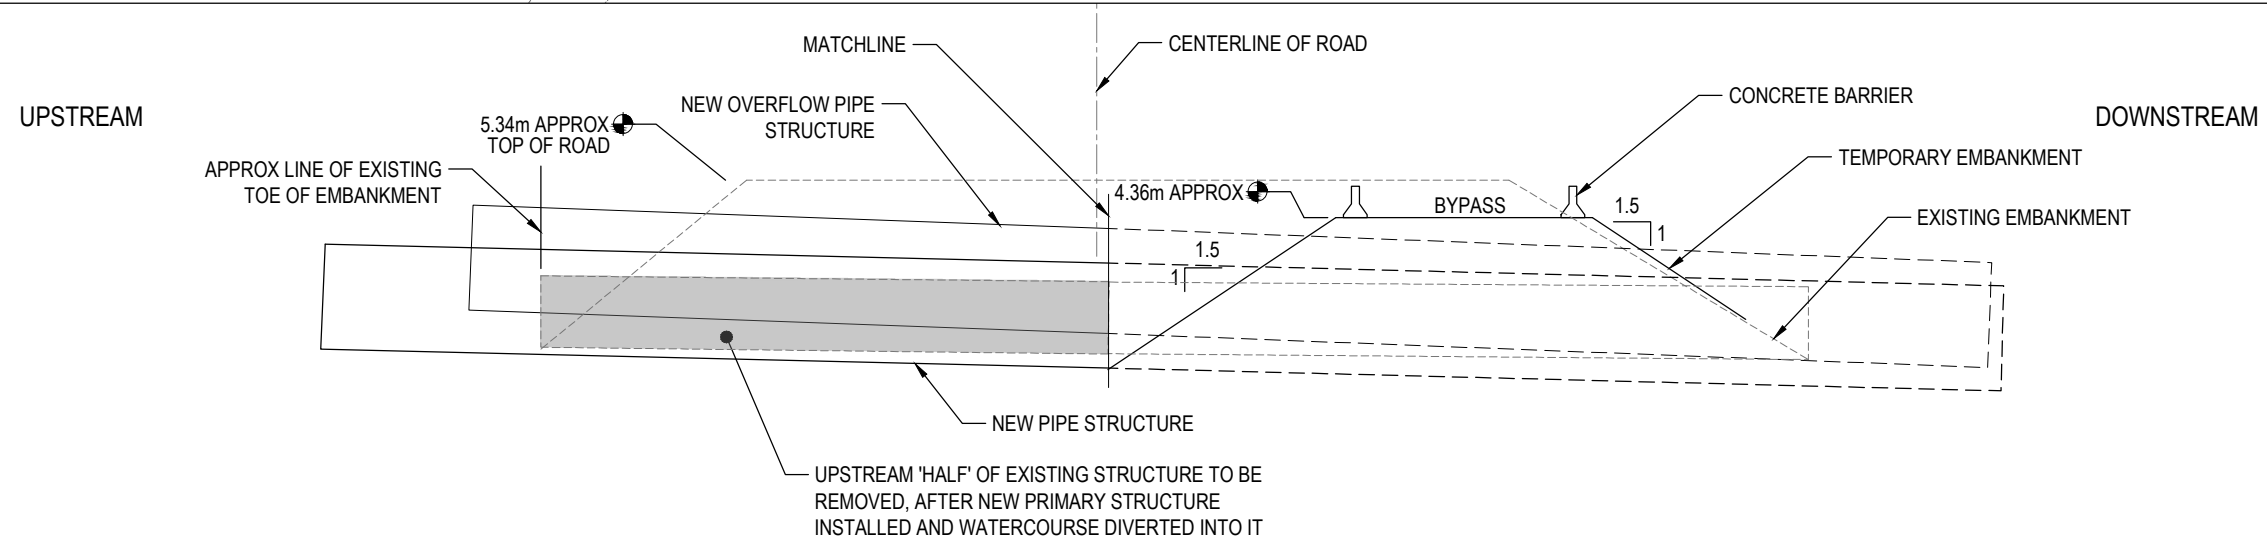 MATCHLINE
CENTERLINE OF ROAD
UPSTREAM
NEW OVERFLOW PIPE
STRUCTURE
CONCRETE BARRIER
DOWNSTREAM
5.34m APPROX
TOP OF ROAD
TEMPORARY EMBANKMENT
APPROX LINE OF EXISTING
TOE OF EMBANKMENT
4.36m APPROX
BYPASS
1.5
1
EXISTING EMBANKMENT
1.5
1
NEW PIPE STRUCTURE
UPSTREAM 'HALF' OF EXISTING STRUCTURE TO BE
REMOVED, AFTER NEW PRIMARY STRUCTURE
INSTALLED AND WATERCOURSE DIVERTED INTO IT